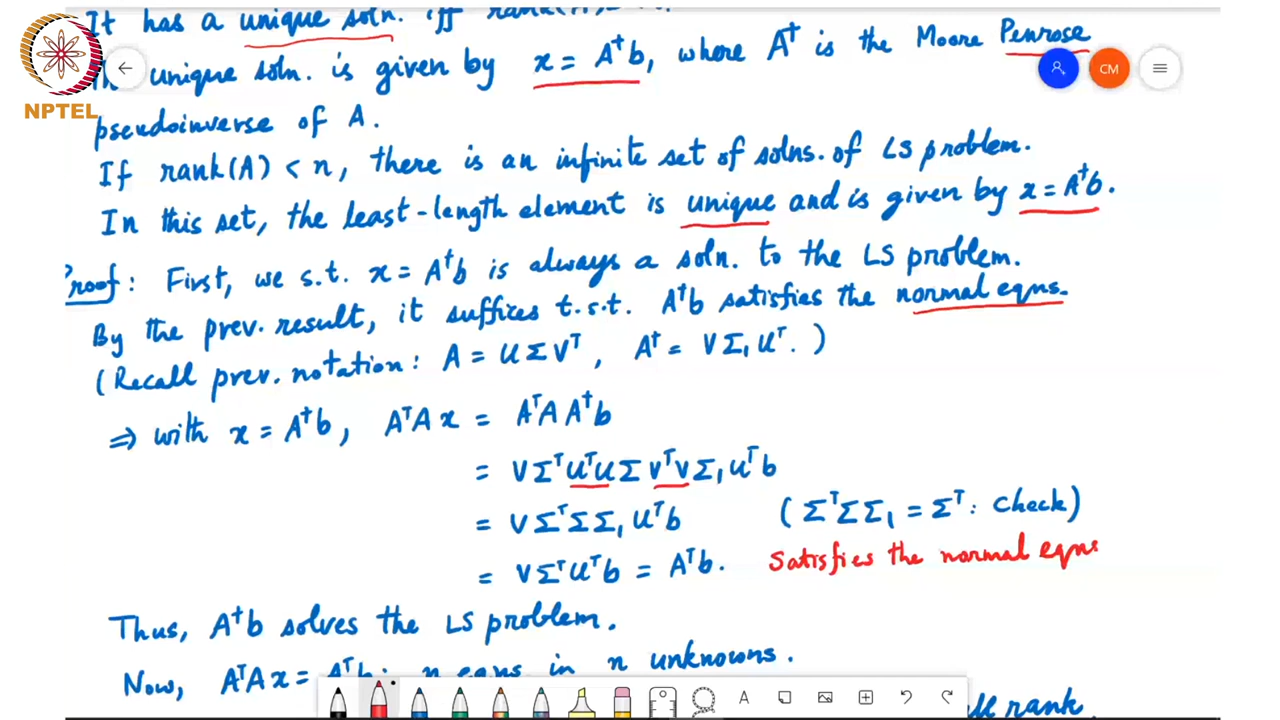 It has a unique soln. iff rank(A)
unique soln. is given by x = A†b, where A† is the Moore Penrose
pseudoinverse of A.
If rank(A) < n, there is an infinite set of solns. of LS problem.
In this set, the least-length element is unique and is given by x = A†b.
Proof: First, we s.t. x = A†b is always a soln. to the LS problem.
By the prev. result, it suffices t.s.t. A†b satisfies the normal eqns.
(Recall prev. notation: A = UΣVᵀ, A† = VΣ₁Uᵀ.)
⇒ with x = A†b, AᵀAx = AᵀAA†b
= VΣᵀUᵀUΣVᵀVΣ₁Uᵀb
= VΣᵀΣΣ₁Uᵀb (ΣᵀΣΣ₁ = Σᵀ: Check)
= VΣᵀUᵀb = Aᵀb. Satisfies the normal eqns
Thus, A†b solves the LS problem.
Now, AᵀAx = Aᵀb: n eqns in n unknowns.
rank.
NPTEL
CM
A